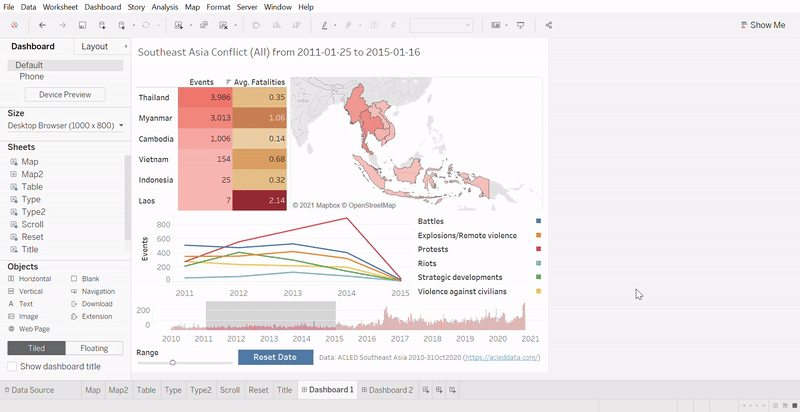 File Data Worksheet Dashboard Story Analysis Map Format Server Window Help
Show Me
Dashboard Layout
Default
Phone
Device Preview
Size
Desktop Browser (1000 x 800)
Sheets
Map
Map2
Table
Type
Type2
Scroll
Reset
Title
Objects
Horizontal Blank
Vertical Navigation
A Text Download
Image Extension
Web Page
Tiled Floating
Show dashboard title
Southeast Asia Conflict (All) from 2011-01-25 to 2015-01-16
Events Avg. Fatalities
Thailand 3,986 0.35
Myanmar 3,013 1.06
Cambodia 1,006 0.14
Vietnam 154 0.68
Indonesia 25 0.32
Laos 7 2.14
© 2021 Mapbox © OpenStreetMap
Events
800
600
400
200
0
2011 2012 2013 2014 2015
Battles
Explosions/Remote violence
Protests
Riots
Strategic developments
Violence against civilians
200
0
2010 2011 2012 2013 2014 2015 2016 2017 2018 2019 2020 2021
Range
Reset Date
Data: ACLED Southeast Asia 2010-31Oct2020 (https://acleddata.com/)
Data Source Map Map2 Table Type Type2 Scroll Reset Title Dashboard 1 Dashboard 2